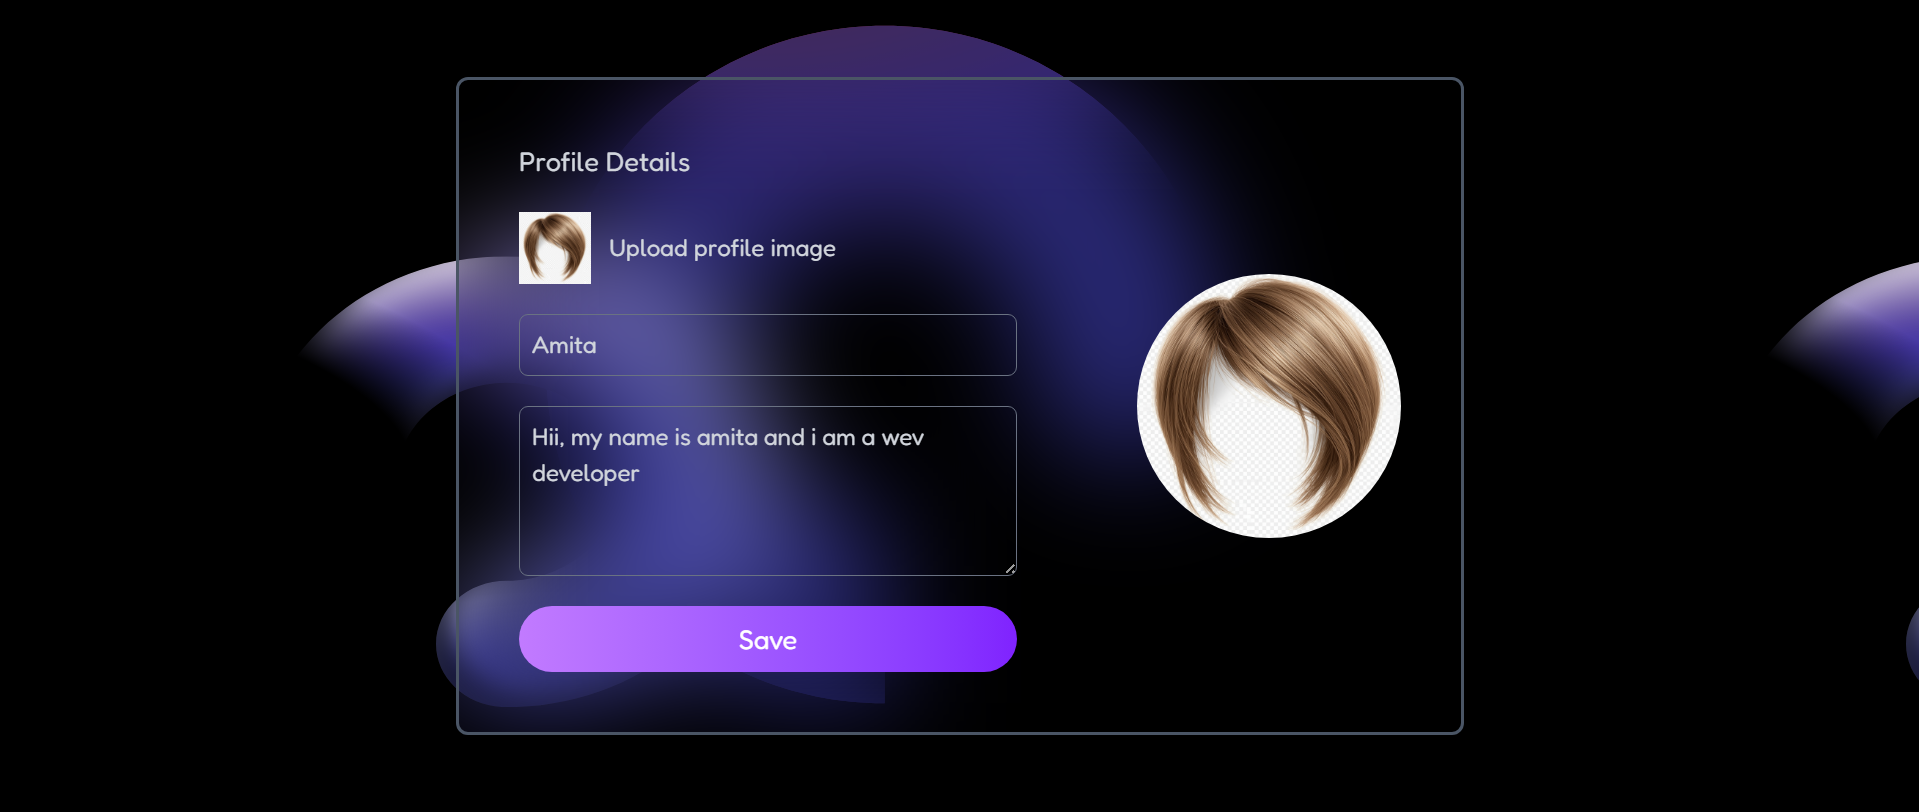 Profile Details
Upload profile image
Amita
Hii, my name is amita and i am a wev
developer
Save